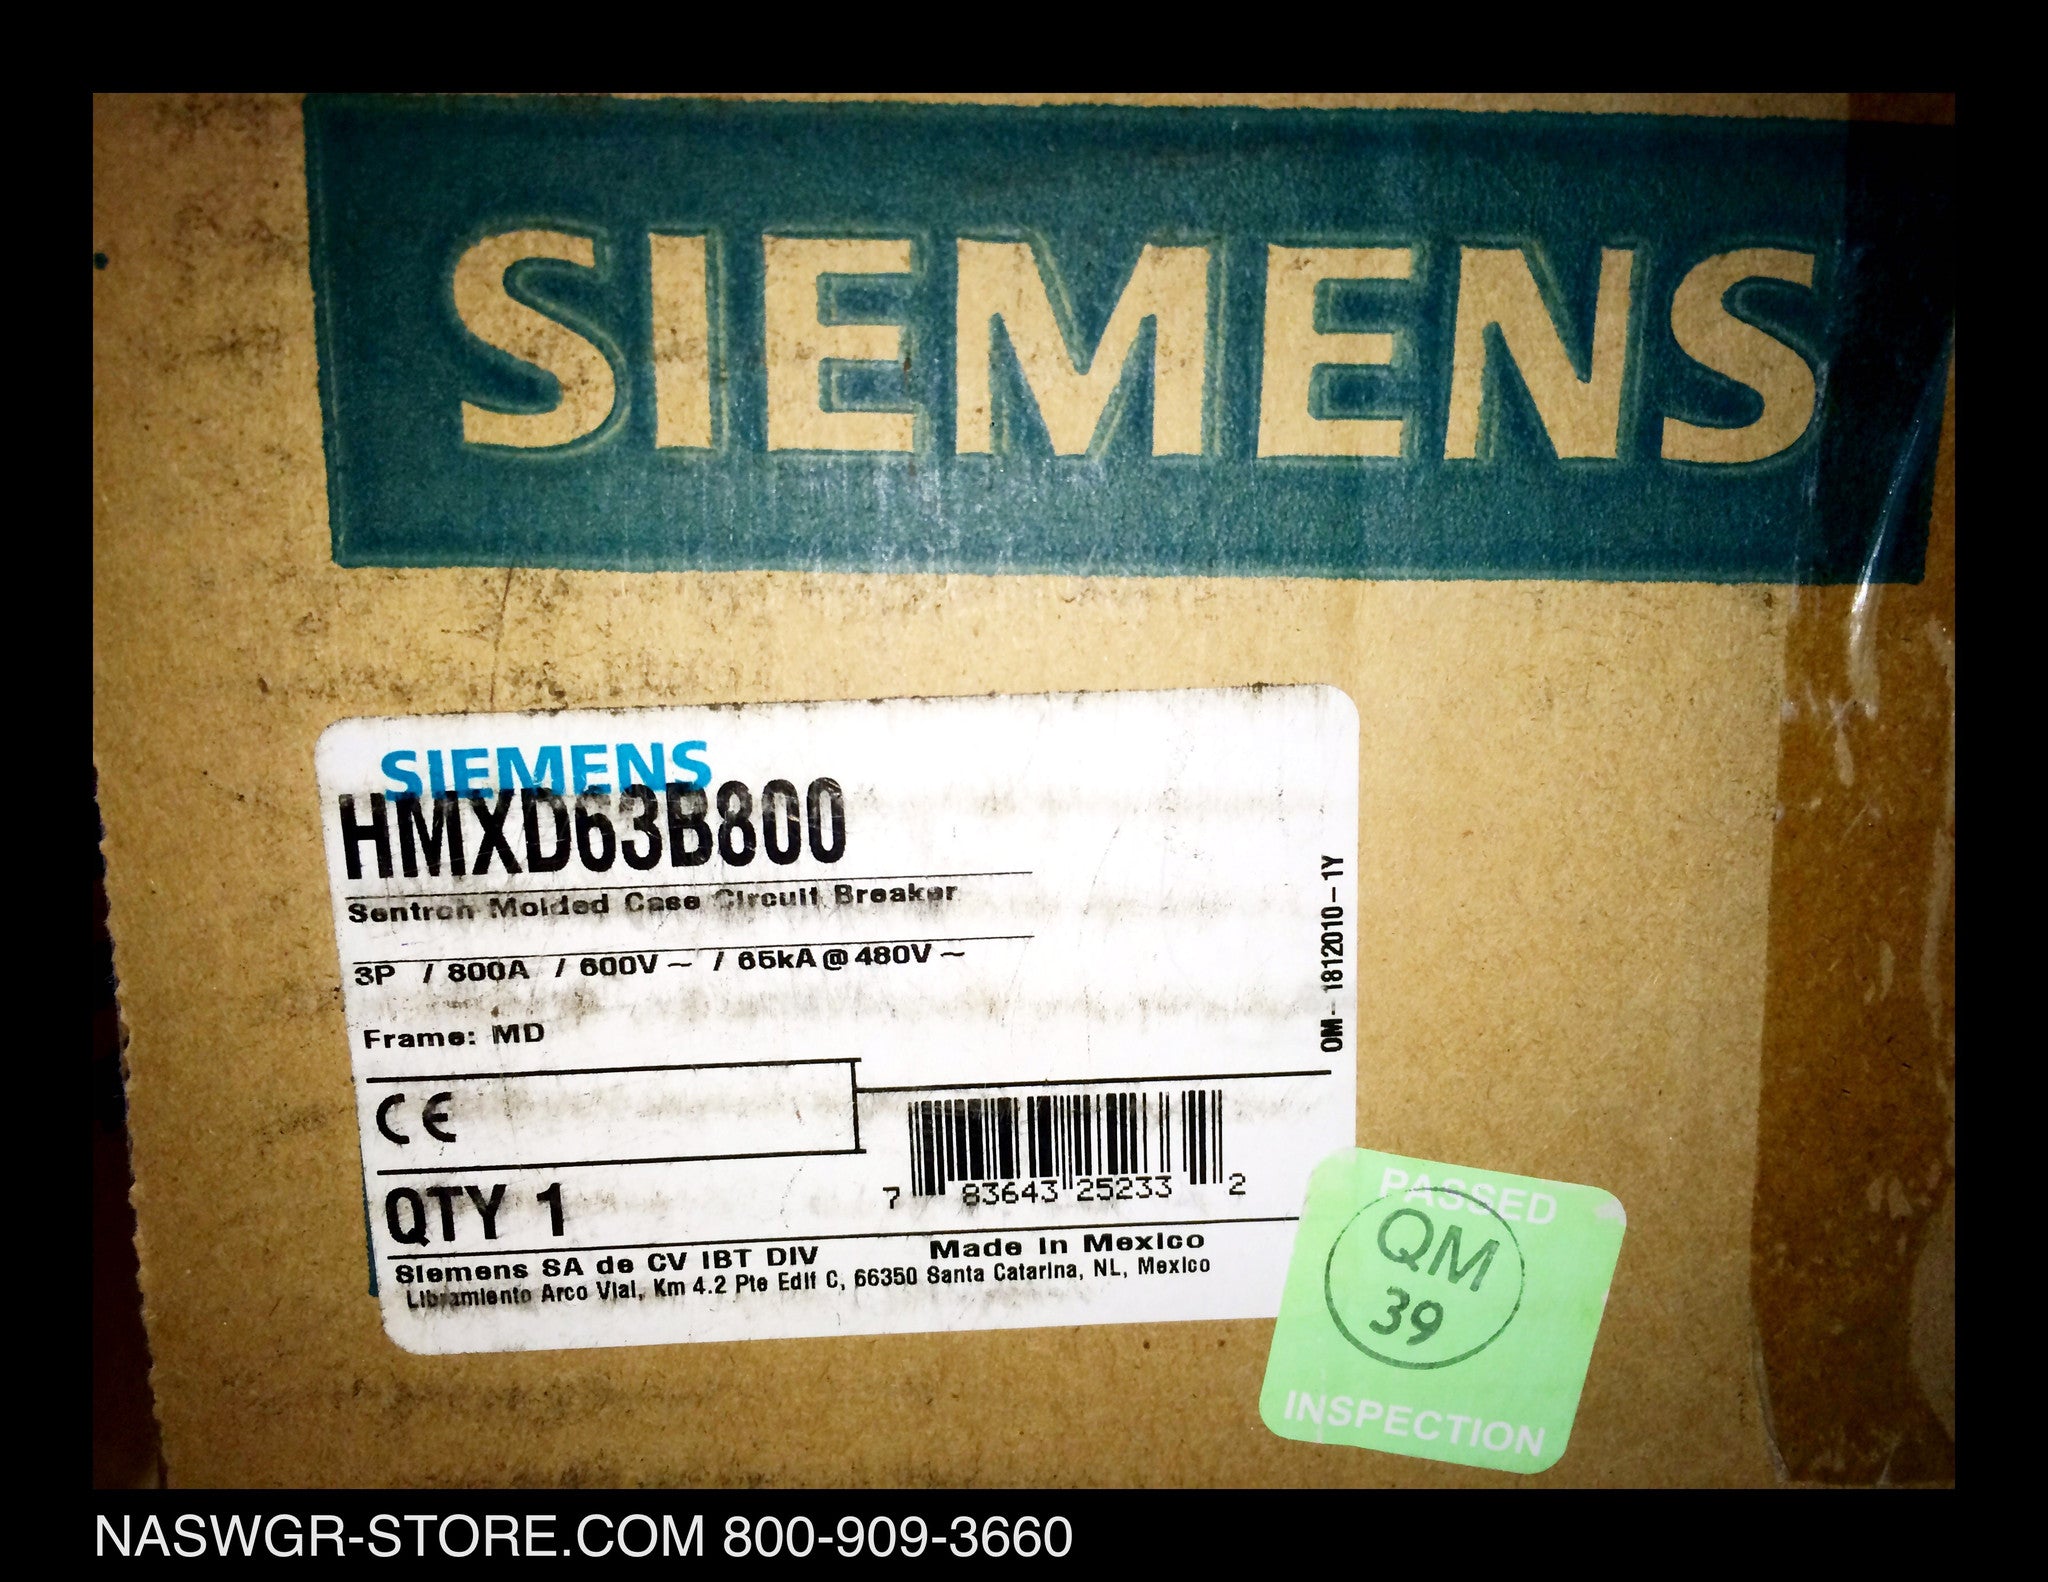 SIEMENS
SIEMENS
HMXD63B800
Sentron Molded Case Circuit Breaker
3P / 800A / 600V ~ / 65kA @ 480V ~
Frame: MD
OM-1812010-1Y
CE
7 83643 25233 2
QTY 1
Siemens SA de CV IBT DIV Made in Mexico
Libramiento Arco Vial, Km 4.2 Pte Edif C, 66350 Santa Catarina, NL, Mexico
PASSED
QM
39
INSPECTION
NASWGR-STORE.COM 800-909-3660